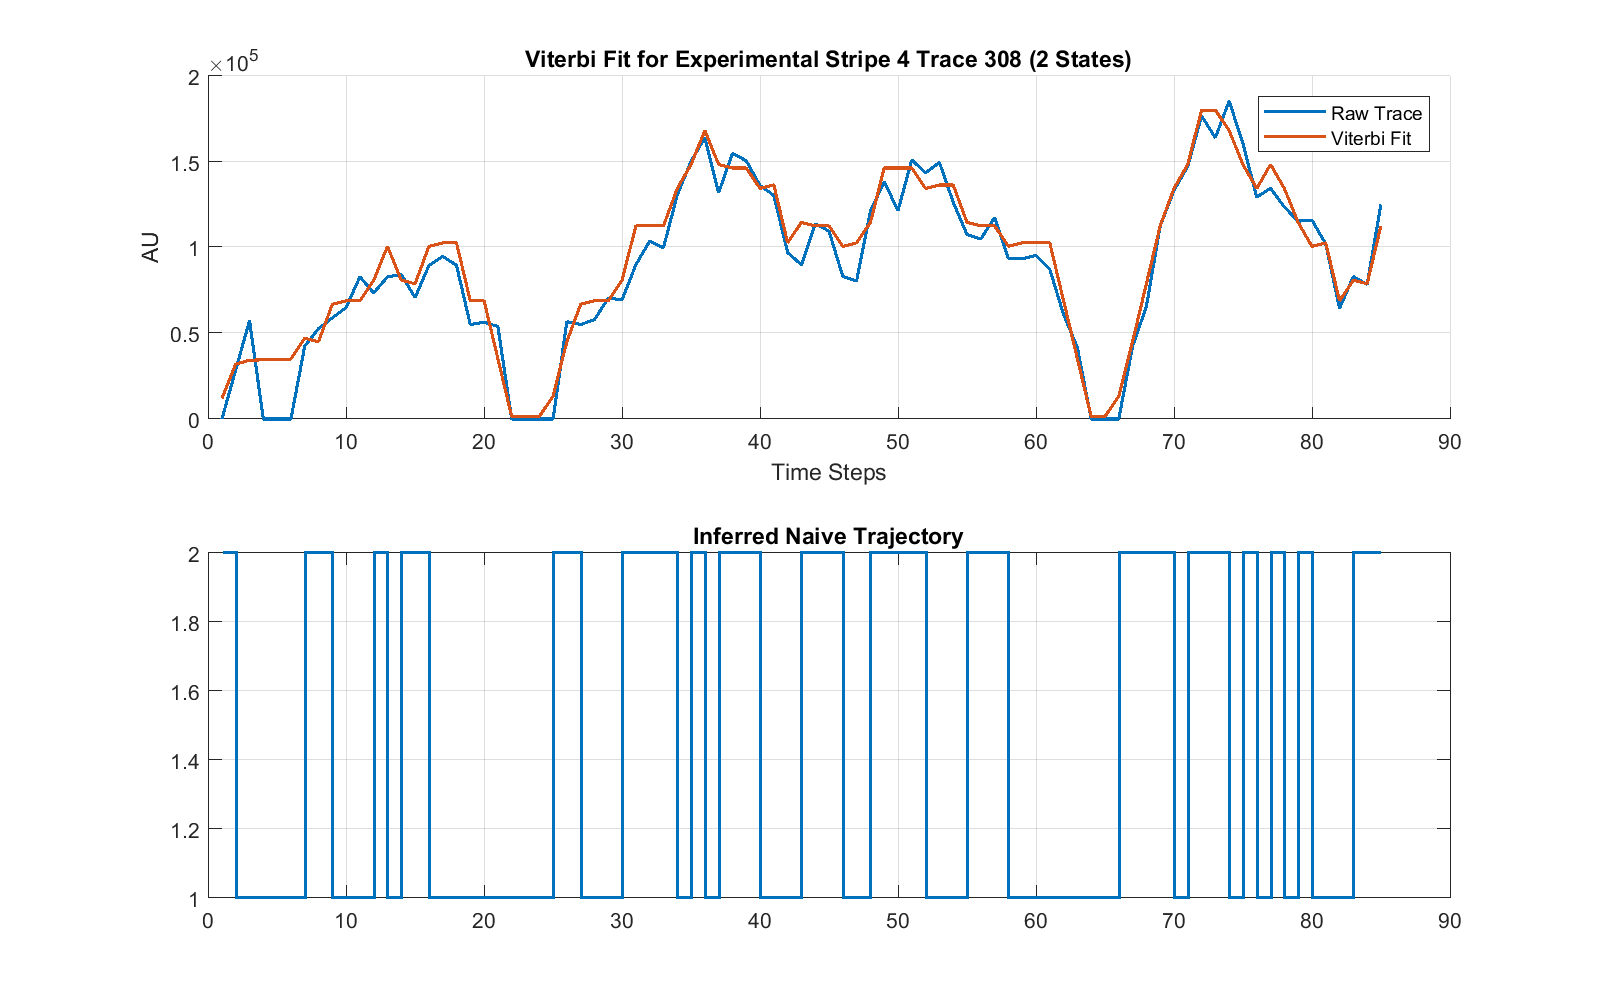 Viterbi Fit for Experimental Stripe 4 Trace 308 (2 States)
×10⁵
2
1.5
1
0.5
0
AU
Raw Trace
Viterbi Fit
0 10 20 30 40 50 60 70 80 90
Time Steps
Inferred Naive Trajectory
2
1.8
1.6
1.4
1.2
1
0 10 20 30 40 50 60 70 80 90